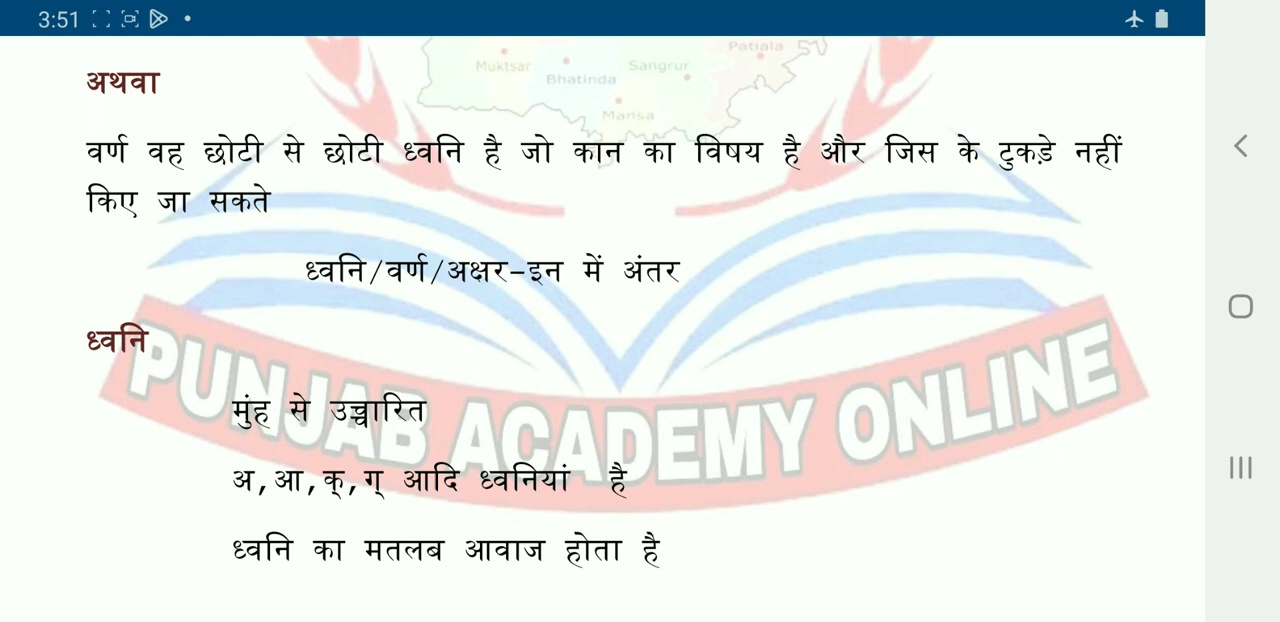 3:51
Patiala
Muktsar
Sangrur
Bhatinda
Mansa
अथवा
वर्ण वह छोटी से छोटी ध्वनि है जो कान का विषय है और जिस के टुकड़े नहीं
किए जा सकते
ध्वनि/वर्ण/अक्षर-इन में अंतर
ध्वनि
PUNJAB ACADEMY ONLINE
मुंह से उच्चारित
अ,आ,क्,ग् आदि ध्वनियां है
ध्वनि का मतलब आवाज होता है